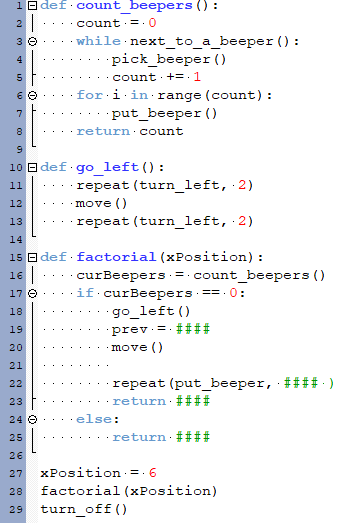 1 def count_beepers():
2 count = 0
3 while next_to_a_beeper():
4 pick_beeper()
5 count += 1
6 for i in range(count):
7 put_beeper()
8 return count
9
10 def go_left():
11 repeat(turn_left, 2)
12 move()
13 repeat(turn_left, 2)
14
15 def factorial(xPosition):
16 curBeepers = count_beepers()
17 if curBeepers == 0:
18 go_left()
19 prev = ####
20 move()
21
22 repeat(put_beeper, #### )
23 return ####
24 else:
25 return ####
26
27 xPosition = 6
28 factorial(xPosition)
29 turn_off()